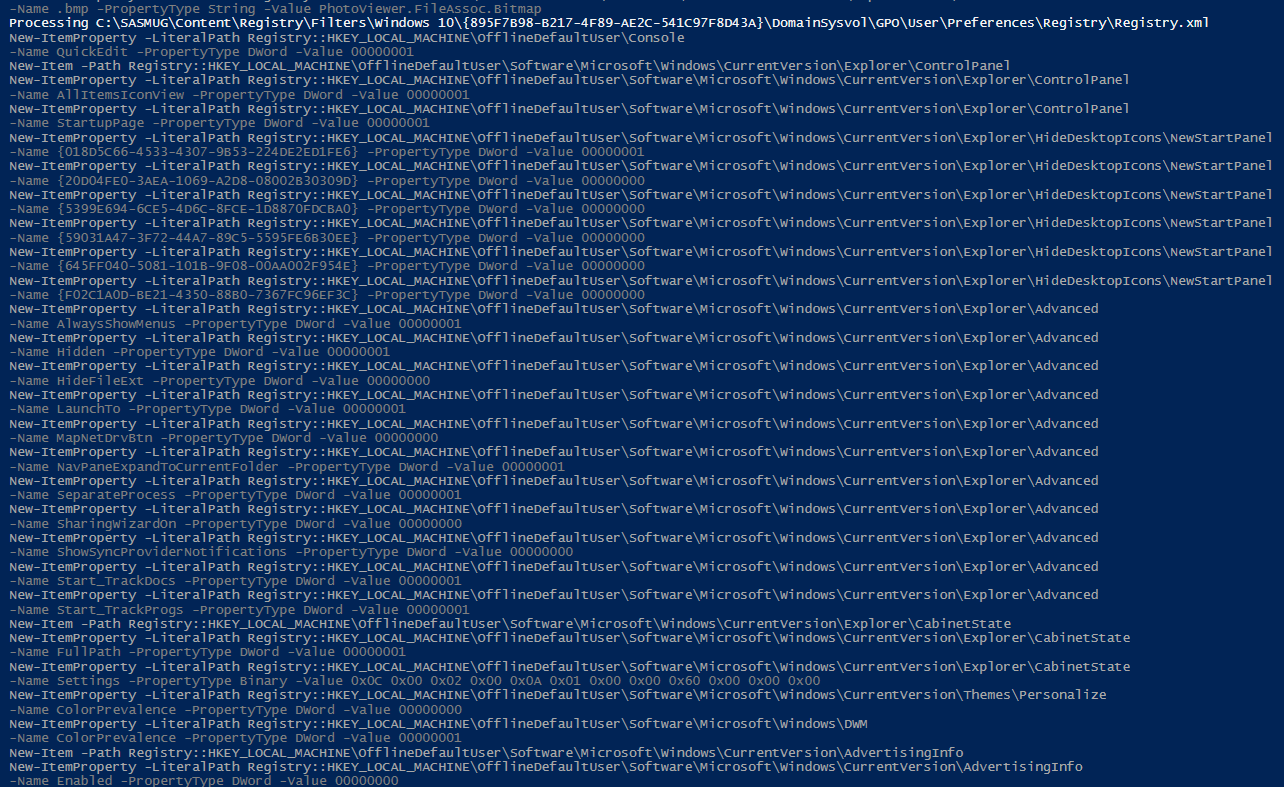 -Name .bmp -PropertyType String -Value PhotoViewer.FileAssoc.Bitmap
Processing C:\SASMUG\Content\Registry\Filters\Windows 10\{895F7B98-B217-4F89-AE2C-541C97F8D43A}\DomainSysvol\GPO\User\Preferences\Registry\Registry.xml
New-ItemProperty -LiteralPath Registry::HKEY_LOCAL_MACHINE\OfflineDefaultUser\Console
-Name QuickEdit -PropertyType DWord -Value 00000001
New-Item -Path Registry::HKEY_LOCAL_MACHINE\OfflineDefaultUser\Software\Microsoft\Windows\CurrentVersion\Explorer\ControlPanel
New-ItemProperty -LiteralPath Registry::HKEY_LOCAL_MACHINE\OfflineDefaultUser\Software\Microsoft\Windows\CurrentVersion\Explorer\ControlPanel
-Name AllItemsIconView -PropertyType DWord -Value 00000001
New-ItemProperty -LiteralPath Registry::HKEY_LOCAL_MACHINE\OfflineDefaultUser\Software\Microsoft\Windows\CurrentVersion\Explorer\ControlPanel
-Name StartupPage -PropertyType DWord -Value 00000001
New-ItemProperty -LiteralPath Registry::HKEY_LOCAL_MACHINE\OfflineDefaultUser\Software\Microsoft\Windows\CurrentVersion\Explorer\HideDesktopIcons\NewStartPanel
-Name {018D5C66-4533-4307-9B53-224DE2ED1FE6} -PropertyType DWord -Value 00000001
New-ItemProperty -LiteralPath Registry::HKEY_LOCAL_MACHINE\OfflineDefaultUser\Software\Microsoft\Windows\CurrentVersion\Explorer\HideDesktopIcons\NewStartPanel
-Name {20D04FE0-3AEA-1069-A2D8-08002B30309D} -PropertyType DWord -Value 00000000
New-ItemProperty -LiteralPath Registry::HKEY_LOCAL_MACHINE\OfflineDefaultUser\Software\Microsoft\Windows\CurrentVersion\Explorer\HideDesktopIcons\NewStartPanel
-Name {5399E694-6CE5-4D6C-8FCE-1D8870FDCBA0} -PropertyType DWord -Value 00000000
New-ItemProperty -LiteralPath Registry::HKEY_LOCAL_MACHINE\OfflineDefaultUser\Software\Microsoft\Windows\CurrentVersion\Explorer\HideDesktopIcons\NewStartPanel
-Name {59031A47-3F72-44A7-89C5-5595FE6B30EE} -PropertyType DWord -Value 00000000
New-ItemProperty -LiteralPath Registry::HKEY_LOCAL_MACHINE\OfflineDefaultUser\Software\Microsoft\Windows\CurrentVersion\Explorer\HideDesktopIcons\NewStartPanel
-Name {645FF040-5081-101B-9F08-00AA002F954E} -PropertyType DWord -Value 00000000
New-ItemProperty -LiteralPath Registry::HKEY_LOCAL_MACHINE\OfflineDefaultUser\Software\Microsoft\Windows\CurrentVersion\Explorer\HideDesktopIcons\NewStartPanel
-Name {F02C1A0D-BE21-4350-88B0-7367FC96EF3C} -PropertyType DWord -Value 00000000
New-ItemProperty -LiteralPath Registry::HKEY_LOCAL_MACHINE\OfflineDefaultUser\Software\Microsoft\Windows\CurrentVersion\Explorer\Advanced
-Name AlwaysShowMenus -PropertyType DWord -Value 00000001
New-ItemProperty -LiteralPath Registry::HKEY_LOCAL_MACHINE\OfflineDefaultUser\Software\Microsoft\Windows\CurrentVersion\Explorer\Advanced
-Name Hidden -PropertyType DWord -Value 00000001
New-ItemProperty -LiteralPath Registry::HKEY_LOCAL_MACHINE\OfflineDefaultUser\Software\Microsoft\Windows\CurrentVersion\Explorer\Advanced
-Name HideFileExt -PropertyType DWord -Value 00000000
New-ItemProperty -LiteralPath Registry::HKEY_LOCAL_MACHINE\OfflineDefaultUser\Software\Microsoft\Windows\CurrentVersion\Explorer\Advanced
-Name LaunchTo -PropertyType DWord -Value 00000001
New-ItemProperty -LiteralPath Registry::HKEY_LOCAL_MACHINE\OfflineDefaultUser\Software\Microsoft\Windows\CurrentVersion\Explorer\Advanced
-Name MapNetDrvBtn -PropertyType DWord -Value 00000000
New-ItemProperty -LiteralPath Registry::HKEY_LOCAL_MACHINE\OfflineDefaultUser\Software\Microsoft\Windows\CurrentVersion\Explorer\Advanced
-Name NavPaneExpandToCurrentFolder -PropertyType DWord -Value 00000001
New-ItemProperty -LiteralPath Registry::HKEY_LOCAL_MACHINE\OfflineDefaultUser\Software\Microsoft\Windows\CurrentVersion\Explorer\Advanced
-Name SeparateProcess -PropertyType DWord -Value 00000001
New-ItemProperty -LiteralPath Registry::HKEY_LOCAL_MACHINE\OfflineDefaultUser\Software\Microsoft\Windows\CurrentVersion\Explorer\Advanced
-Name SharingWizardOn -PropertyType DWord -Value 00000000
New-ItemProperty -LiteralPath Registry::HKEY_LOCAL_MACHINE\OfflineDefaultUser\Software\Microsoft\Windows\CurrentVersion\Explorer\Advanced
-Name ShowSyncProviderNotifications -PropertyType DWord -Value 00000000
New-ItemProperty -LiteralPath Registry::HKEY_LOCAL_MACHINE\OfflineDefaultUser\Software\Microsoft\Windows\CurrentVersion\Explorer\Advanced
-Name Start_TrackDocs -PropertyType DWord -Value 00000001
New-ItemProperty -LiteralPath Registry::HKEY_LOCAL_MACHINE\OfflineDefaultUser\Software\Microsoft\Windows\CurrentVersion\Explorer\Advanced
-Name Start_TrackProgs -PropertyType DWord -Value 00000001
New-Item -Path Registry::HKEY_LOCAL_MACHINE\OfflineDefaultUser\Software\Microsoft\Windows\CurrentVersion\Explorer\CabinetState
New-ItemProperty -LiteralPath Registry::HKEY_LOCAL_MACHINE\OfflineDefaultUser\Software\Microsoft\Windows\CurrentVersion\Explorer\CabinetState
-Name FullPath -PropertyType DWord -Value 00000001
New-ItemProperty -LiteralPath Registry::HKEY_LOCAL_MACHINE\OfflineDefaultUser\Software\Microsoft\Windows\CurrentVersion\Explorer\CabinetState
-Name Settings -PropertyType Binary -Value 0x0C 0x00 0x02 0x00 0x0A 0x01 0x00 0x00 0x60 0x00 0x00 0x00
New-ItemProperty -LiteralPath Registry::HKEY_LOCAL_MACHINE\OfflineDefaultUser\Software\Microsoft\Windows\CurrentVersion\Themes\Personalize
-Name ColorPrevalence -PropertyType DWord -Value 00000000
New-ItemProperty -LiteralPath Registry::HKEY_LOCAL_MACHINE\OfflineDefaultUser\Software\Microsoft\Windows\DWM
-Name ColorPrevalence -PropertyType DWord -Value 00000001
New-Item -Path Registry::HKEY_LOCAL_MACHINE\OfflineDefaultUser\Software\Microsoft\Windows\CurrentVersion\AdvertisingInfo
New-ItemProperty -LiteralPath Registry::HKEY_LOCAL_MACHINE\OfflineDefaultUser\Software\Microsoft\Windows\CurrentVersion\AdvertisingInfo
-Name Enabled -PropertyType DWord -Value 00000000